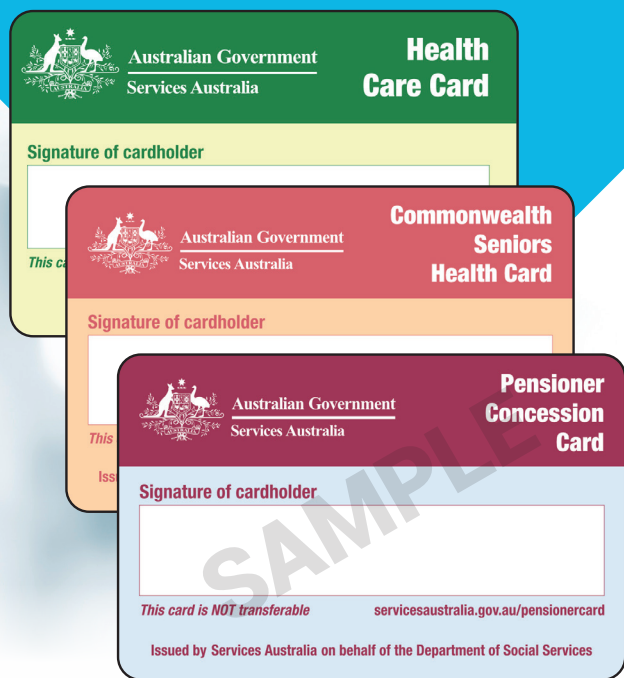 Australian Government
Services Australia
Health
Care Card
Signature of cardholder
This
Australian Government
Services Australia
Commonwealth
Seniors
Health Card
Signature of cardholder
This
Australian Government
Services Australia
Pensioner
Concession
Card
Signature of cardholder
SAMPLE
This card is NOT transferable
servicesaustralia.gov.au/pensionercard
Issued by Services Australia on behalf of the Department of Social Services